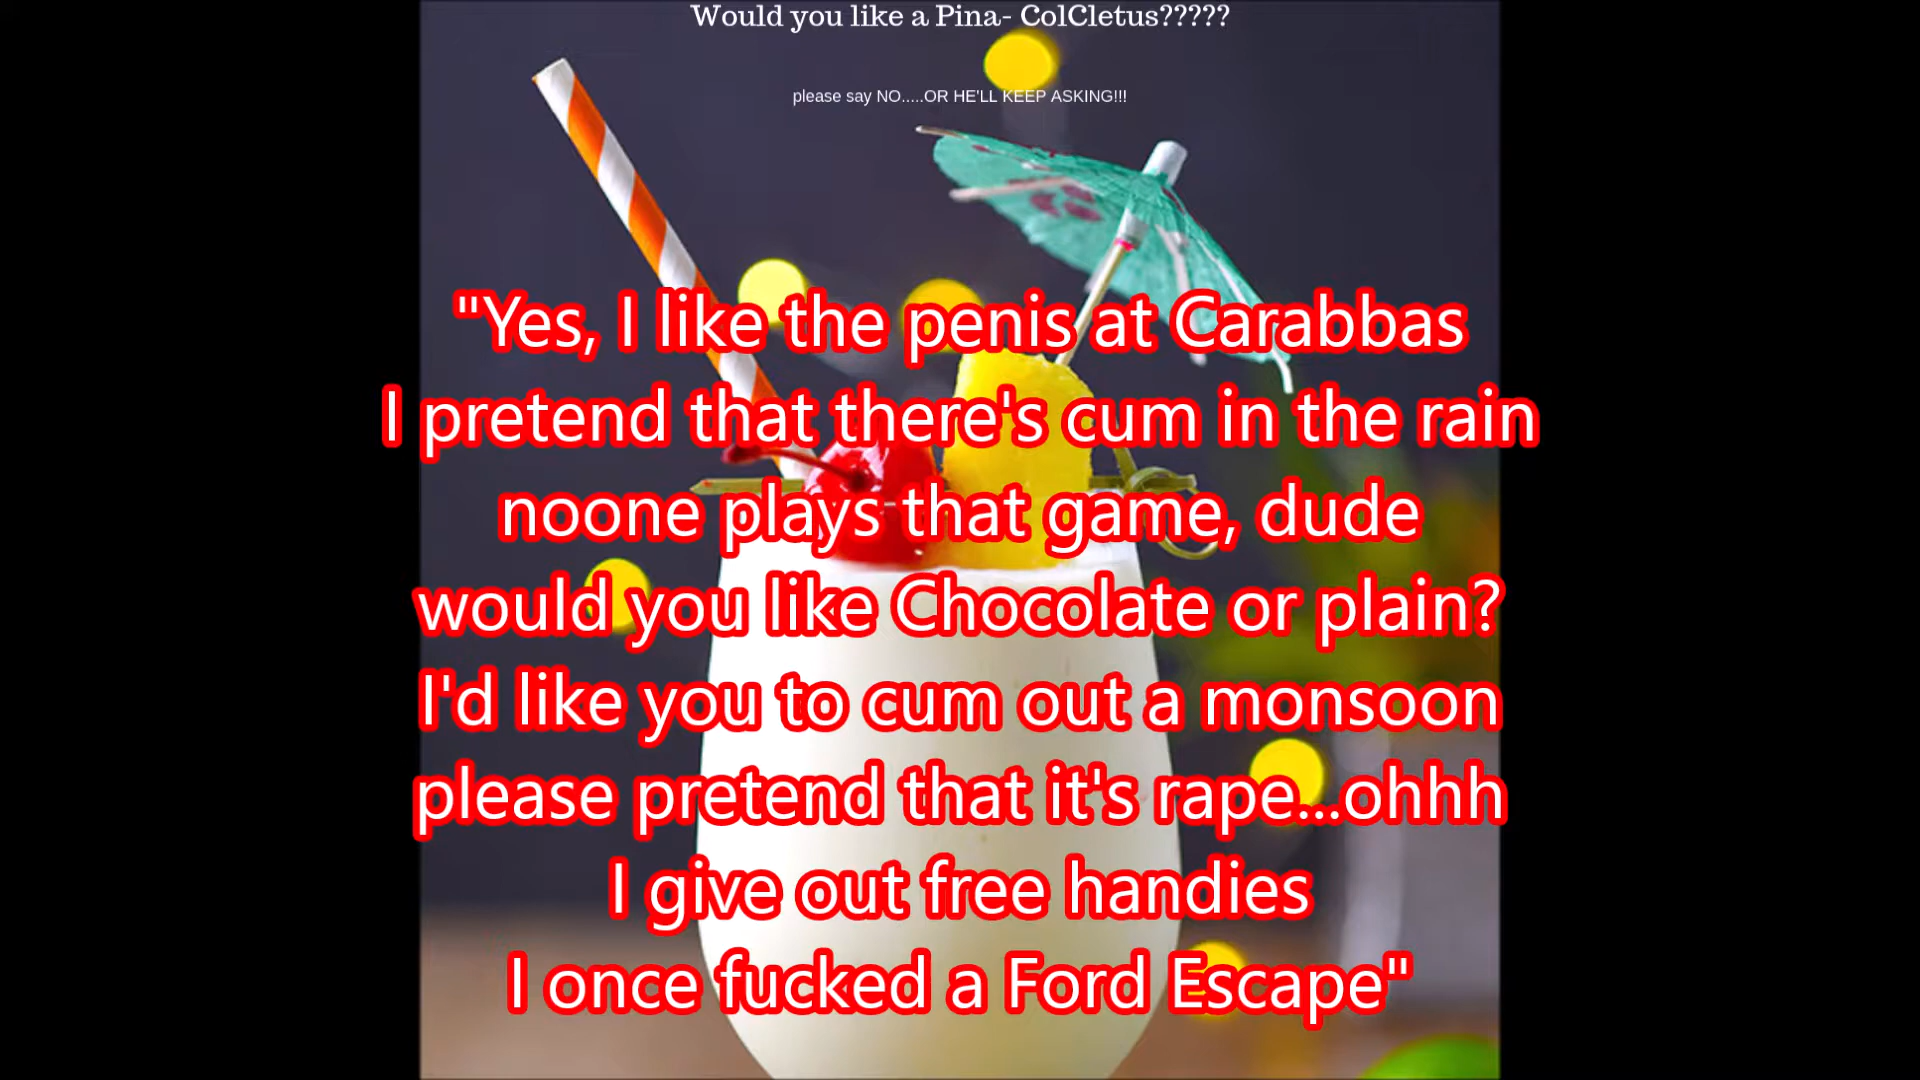 Would you like a Pina- ColCletus?????
please say NO.....OR HE'LL KEEP ASKING!!!
"Yes, I like the penis at Carabbas
I pretend that there's cum in the rain
noone plays that game, dude
would you like Chocolate or plain?
I'd like you to cum out a monsoon
please pretend that it's rape...ohhh
I give out free handies
I once fucked a Ford Escape"